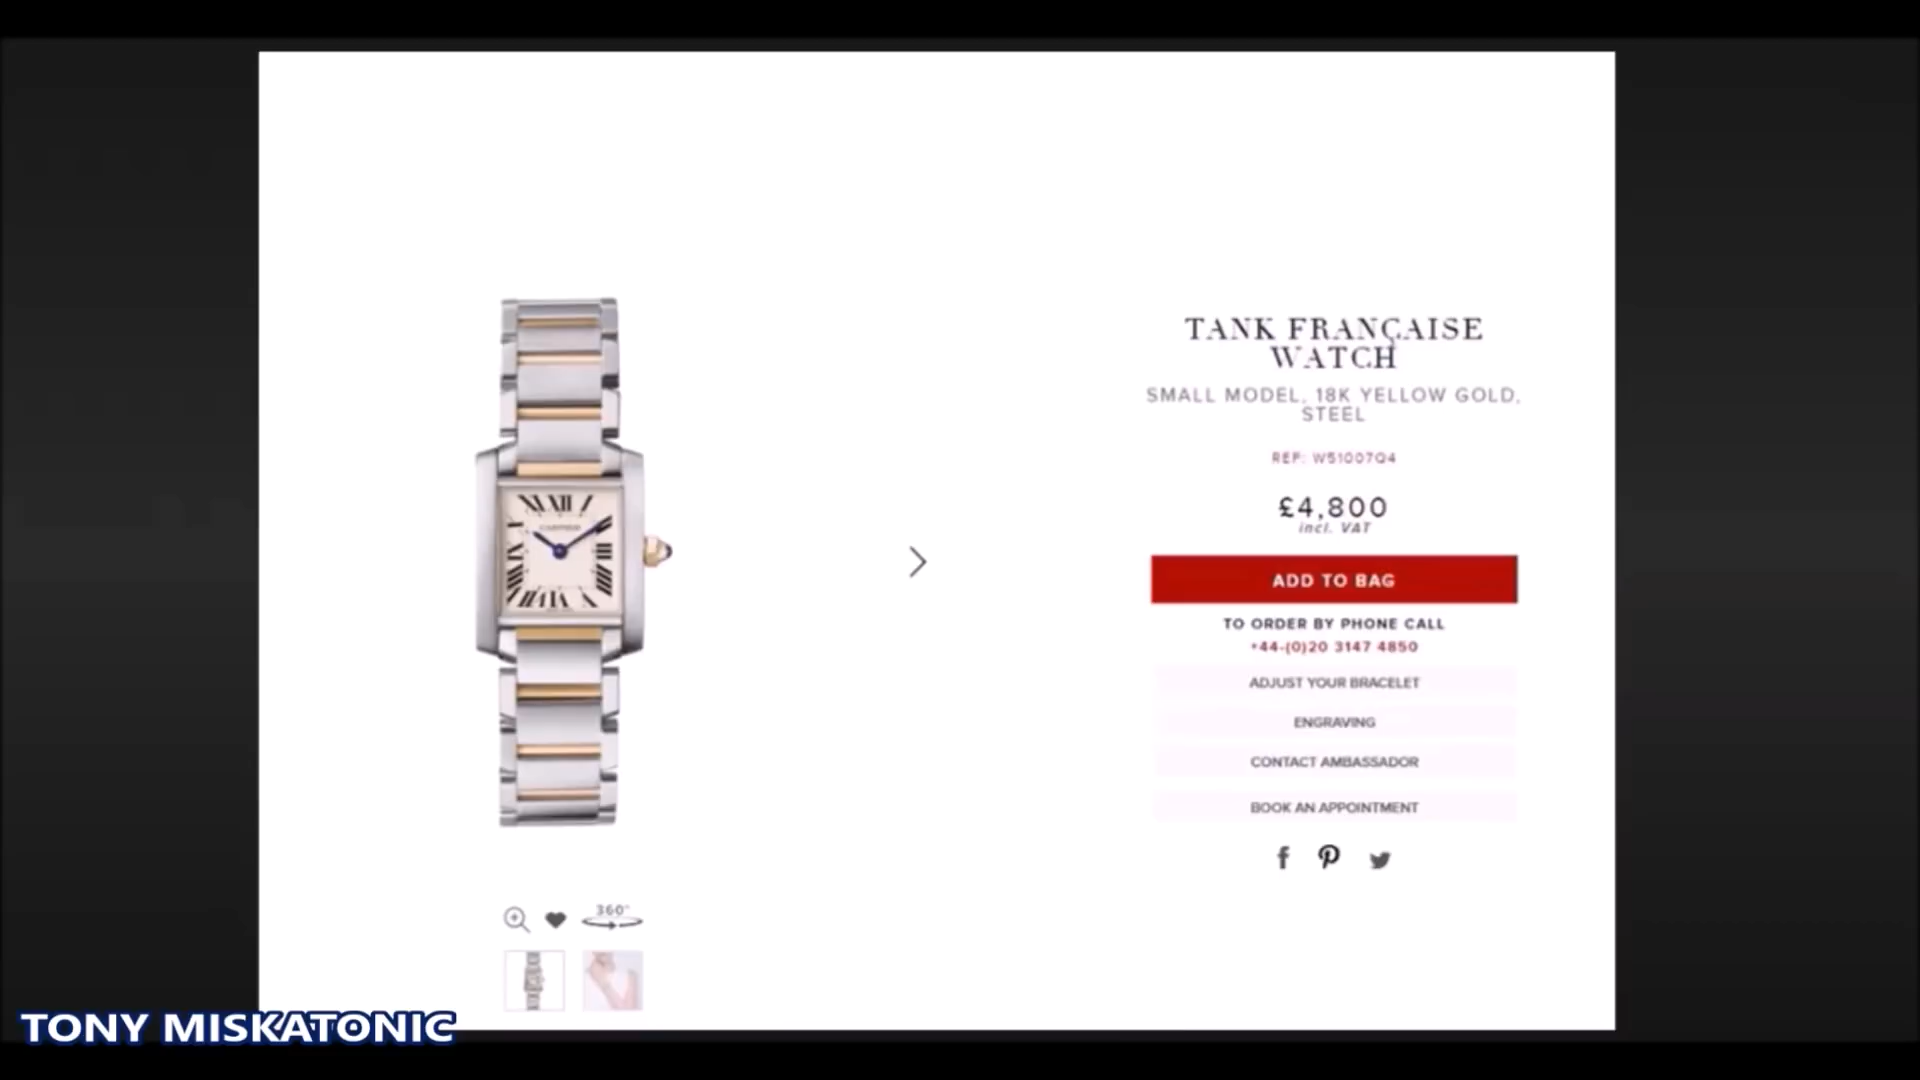 TANK FRANÇAISE
WATCH
SMALL MODEL, 18K YELLOW GOLD,
STEEL
REF: W51007Q4
£4,800
incl. VAT
ADD TO BAG
TO ORDER BY PHONE CALL
+44-(0)20 3147 4850
ADJUST YOUR BRACELET
ENGRAVING
CONTACT AMBASSADOR
BOOK AN APPOINTMENT
CARTIER
360°
TONY MISKATONIC